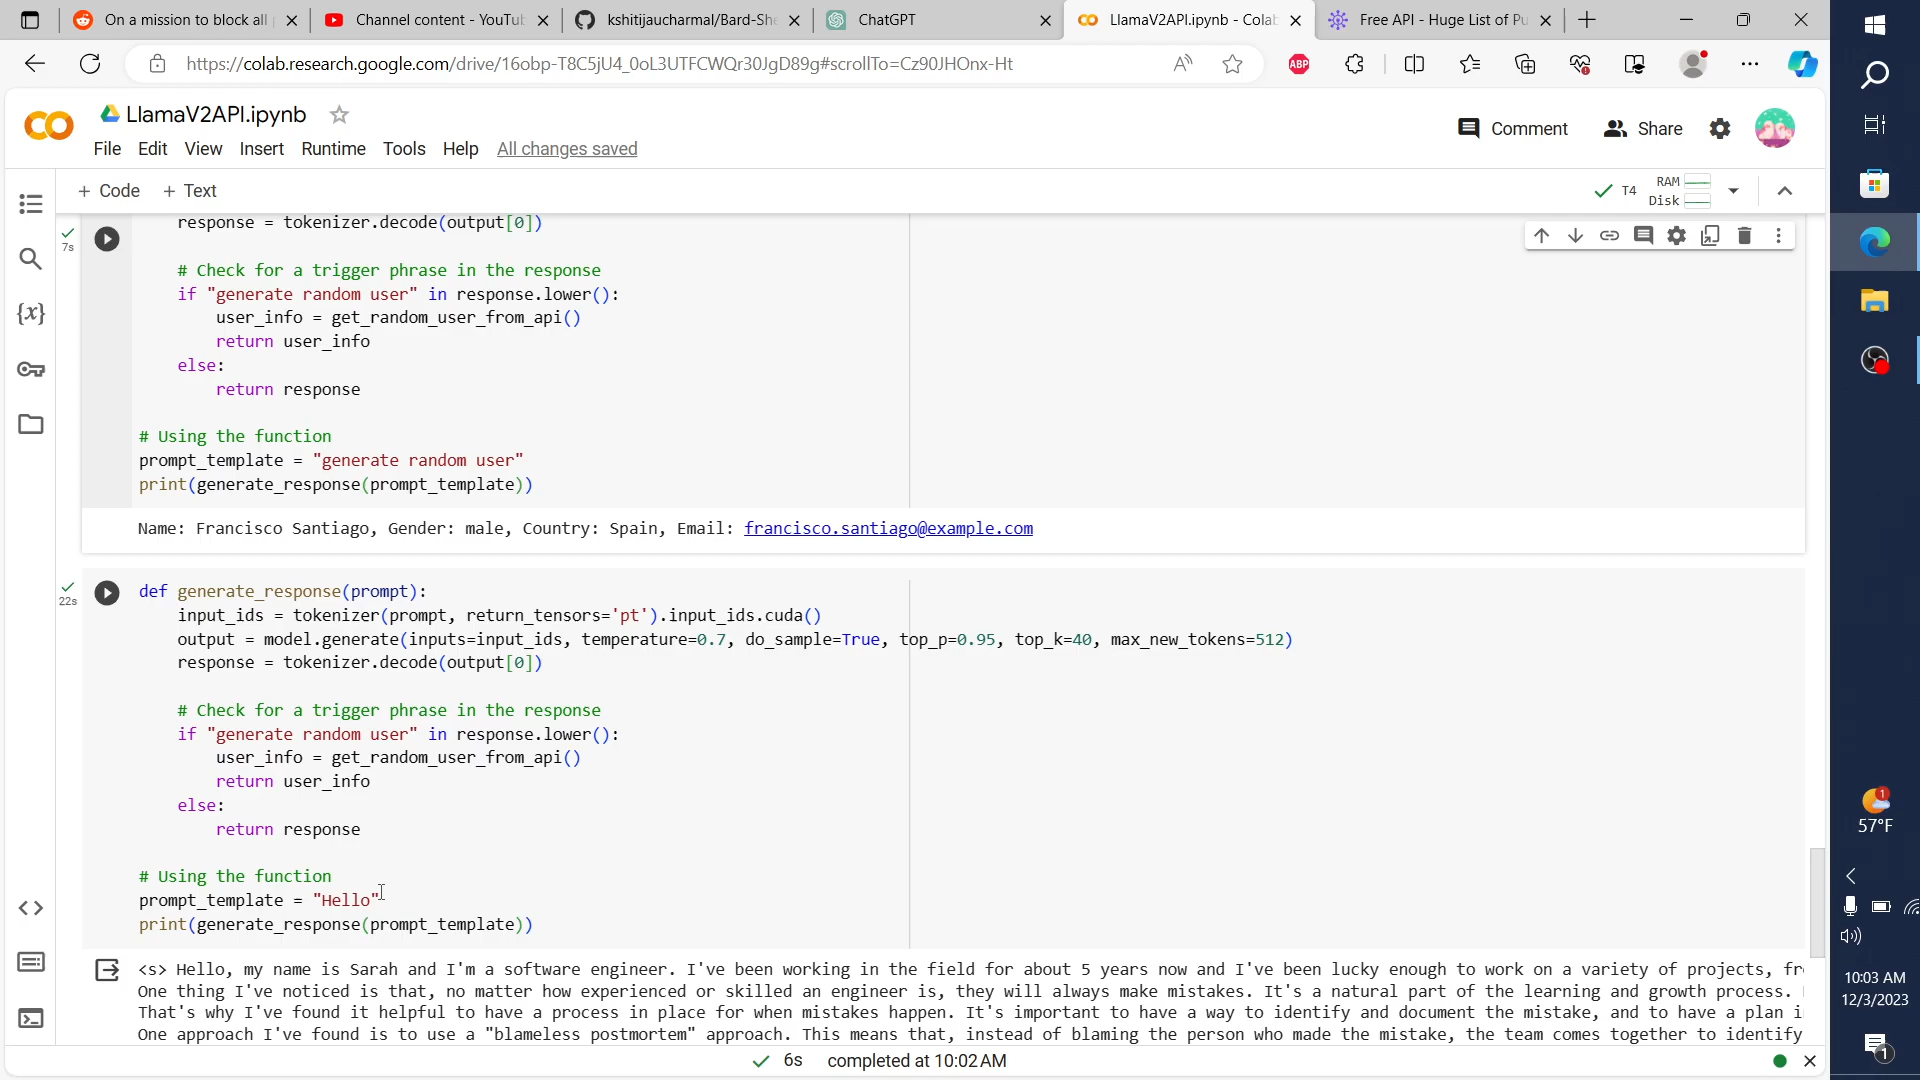 On a mission to block all
Channel content - YouTub
kshitijaucharmal/Bard-She
ChatGPT
LlamaV2API.ipynb - Colab
Free API - Huge List of Pu
https://colab.research.google.com/drive/16obp-T8C5jU4_0oL3UTFCWQr30JgD89g#scrollTo=Cz90JHOnx-Ht
ABP
LlamaV2API.ipynb
File Edit View Insert Runtime Tools Help All changes saved
Comment
Share
+ Code + Text
T4
RAM
Disk
7s
response = tokenizer.decode(output[0])
# Check for a trigger phrase in the response
if "generate random user" in response.lower():
user_info = get_random_user_from_api()
return user_info
else:
return response
# Using the function
prompt_template = "generate random user"
print(generate_response(prompt_template))
Name: Francisco Santiago, Gender: male, Country: Spain, Email: francisco.santiago@example.com
22s
def generate_response(prompt):
input_ids = tokenizer(prompt, return_tensors='pt').input_ids.cuda()
output = model.generate(inputs=input_ids, temperature=0.7, do_sample=True, top_p=0.95, top_k=40, max_new_tokens=512)
response = tokenizer.decode(output[0])
# Check for a trigger phrase in the response
if "generate random user" in response.lower():
user_info = get_random_user_from_api()
return user_info
else:
return response
# Using the function
prompt_template = "Hello"
print(generate_response(prompt_template))
<s> Hello, my name is Sarah and I'm a software engineer. I've been working in the field for about 5 years now and I've been lucky enough to work on a variety of projects,
One thing I've noticed is that, no matter how experienced or skilled an engineer is, they will always make mistakes. It's a natural part of the learning and growth process.
That's why I've found it helpful to have a process in place for when mistakes happen. It's important to have a way to identify and document the mistake, and to have a plan
One approach I've found is to use a "blameless postmortem" approach. This means that, instead of blaming the person who made the mistake, the team comes together to identify
6s completed at 10:02 AM
1
57°F
10:03 AM
12/3/2023
1